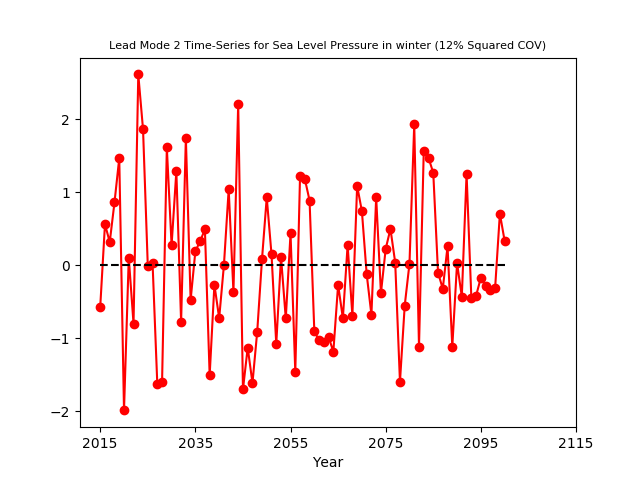 Lead Mode 2 Time-Series for Sea Level Pressure in winter (12% Squared COV)
2
1
0
−1
−2
2015 2035 2055 2075 2095 2115
Year